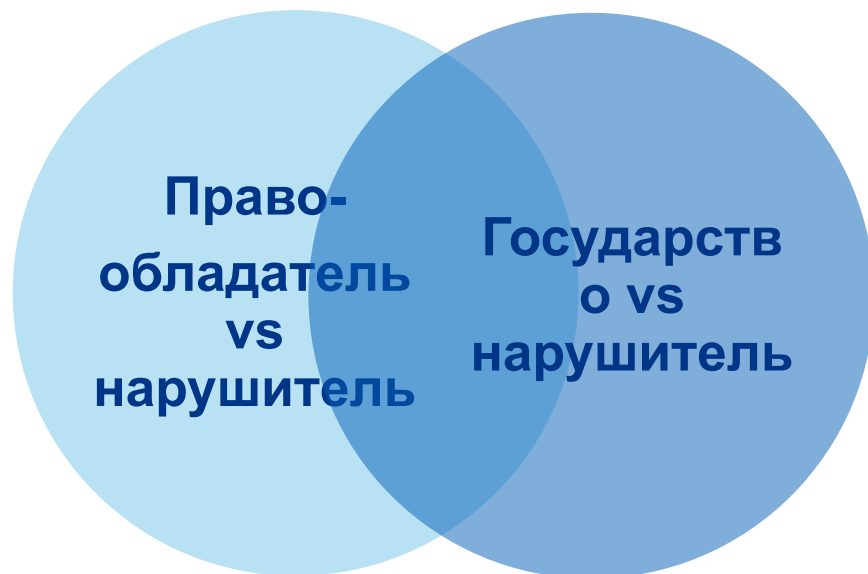 Право-
обладатель
vs
нарушитель
Государств
о vs
нарушитель